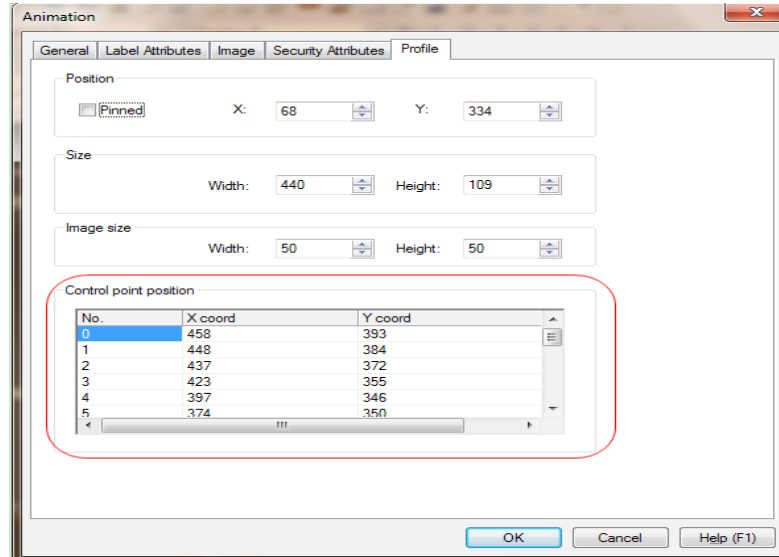 Animation
General Label Attributes Image Security Attributes Profile
Position
Pinned X: 68 Y: 334
Size
Width: 440 Height: 109
Image size
Width: 50 Height: 50
Control point position
No. X coord Y coord
0 458 393
1 448 384
2 437 372
3 423 355
4 397 346
5 374 350
OK Cancel Help (F1)